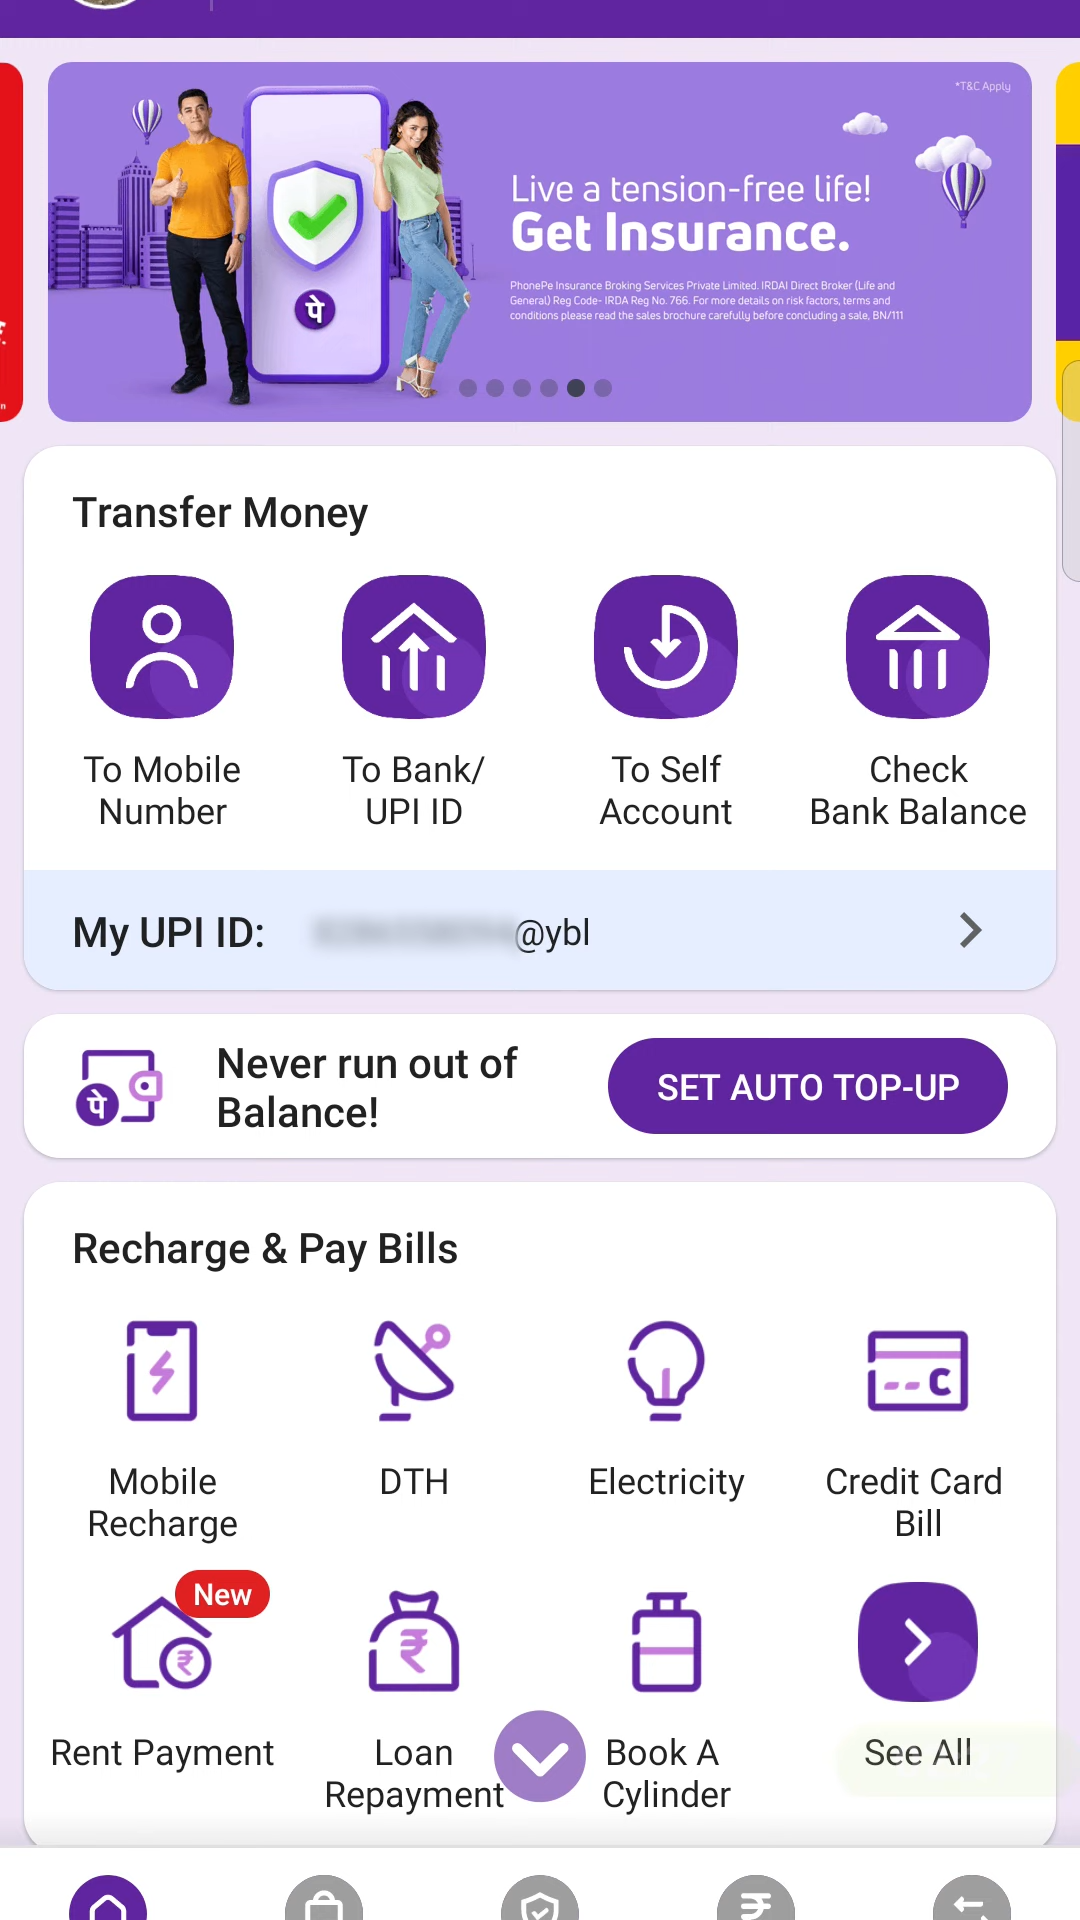 *T&C Apply
Live a tension-free life!
Get Insurance.
PhonePe Insurance Broking Services Private Limited. IRDAI Direct Broker (Life and
General) Reg Code- IRDA Reg No. 766. For more details on risk factors, terms and
conditions please read the sales brochure carefully before concluding a sale, BN/111
पे
Transfer Money
To Mobile
Number
To Bank/
UPI ID
To Self
Account
Check
Bank Balance
My UPI ID: @ybl
पे
Never run out of
Balance!
SET AUTO TOP-UP
Recharge & Pay Bills
Mobile
Recharge
DTH
Electricity
C
Credit Card
Bill
New
₹
Rent Payment
₹
Loan
Repayment
Book A
Cylinder
See All
₹